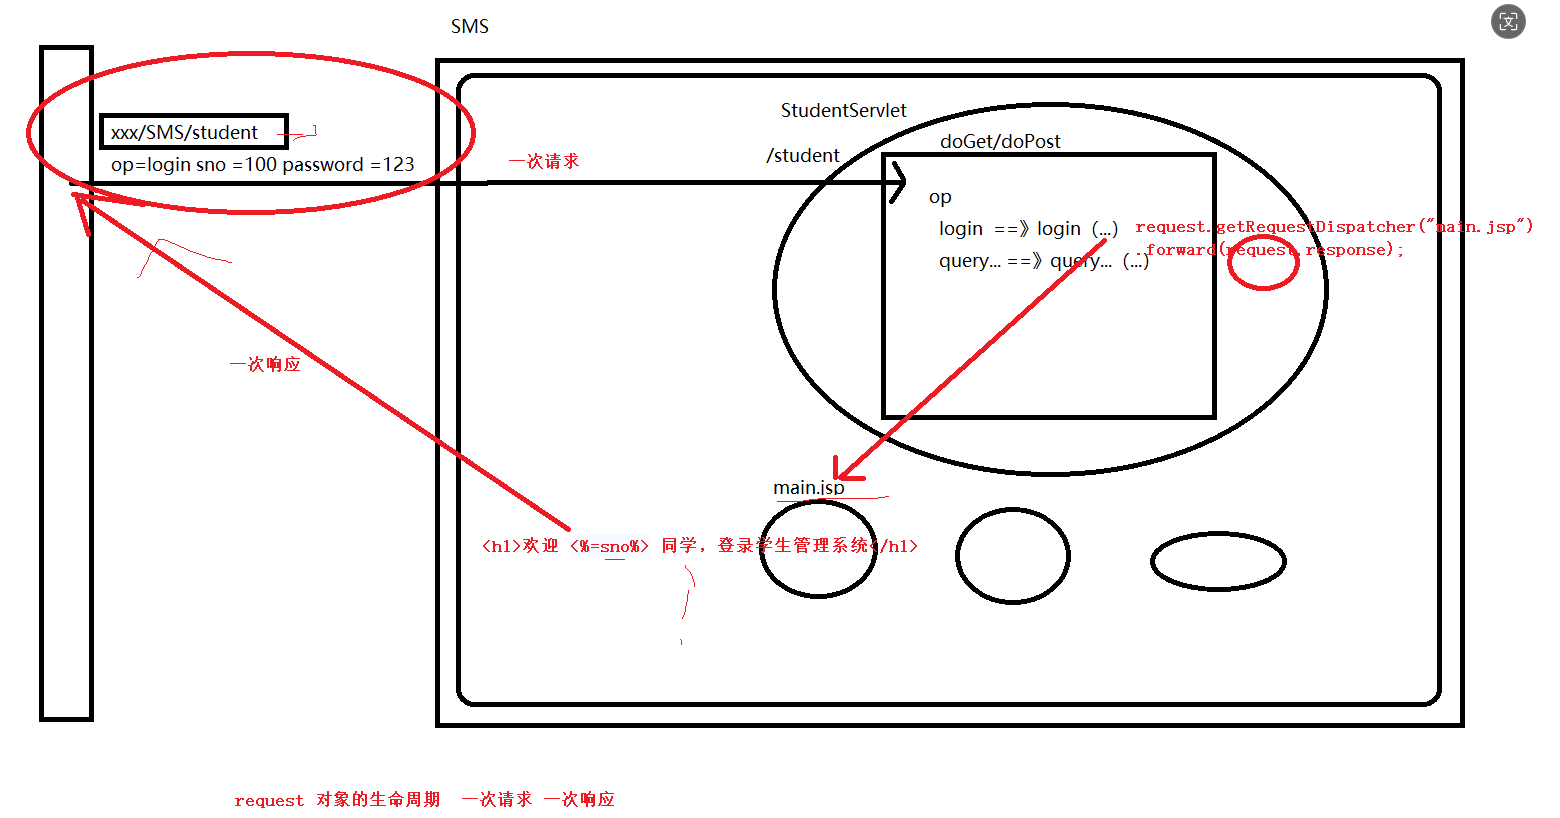 SMS
StudentServlet
xxx/SMS/student
doGet/doPost
op=login sno =100 password =123
一次请求
/student
op
login ==》login（...）
request.getRequestDispatcher("main.jsp")
.forward(request,response);
query... ==》query...（...）
一次响应
main.jsp
<h1>欢迎 <%=sno%> 同学，登录学生管理系统</h1>
request 对象的生命周期 一次请求 一次响应